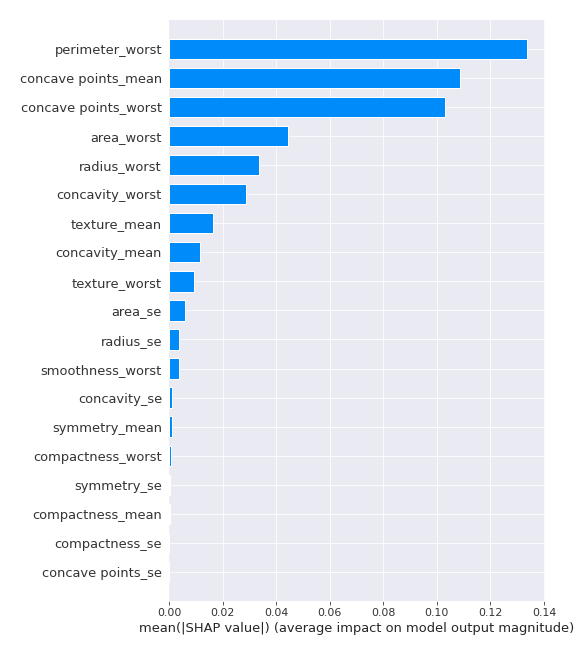 perimeter_worst
concave points_mean
concave points_worst
area_worst
radius_worst
concavity_worst
texture_mean
concavity_mean
texture_worst
area_se
radius_se
smoothness_worst
concavity_se
symmetry_mean
compactness_worst
symmetry_se
compactness_mean
compactness_se
concave points_se
0.00 0.02 0.04 0.06 0.08 0.10 0.12 0.14
mean(|SHAP value|) (average impact on model output magnitude)